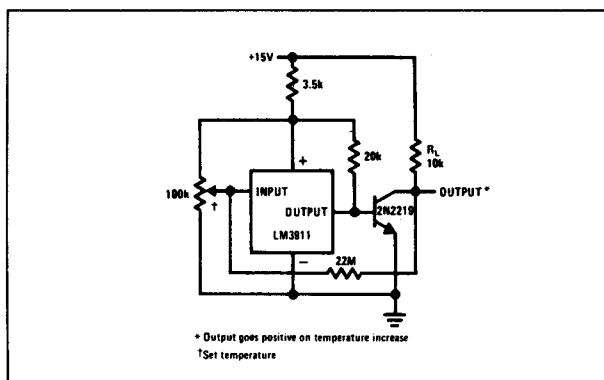 +15V
3.5k
R_L
10k
20k
+
100k
†
INPUT
OUTPUT
LM3911
−
2N2219
OUTPUT *
22M
* Output goes positive on temperature increase
†Set temperature